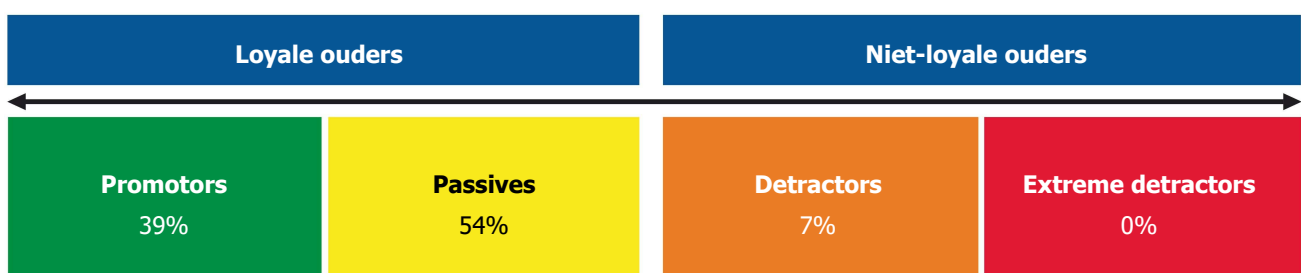 Loyale ouders
Niet-loyale ouders
Promotors
39%
Passives
54%
Detractors
7%
Extreme detractors
0%